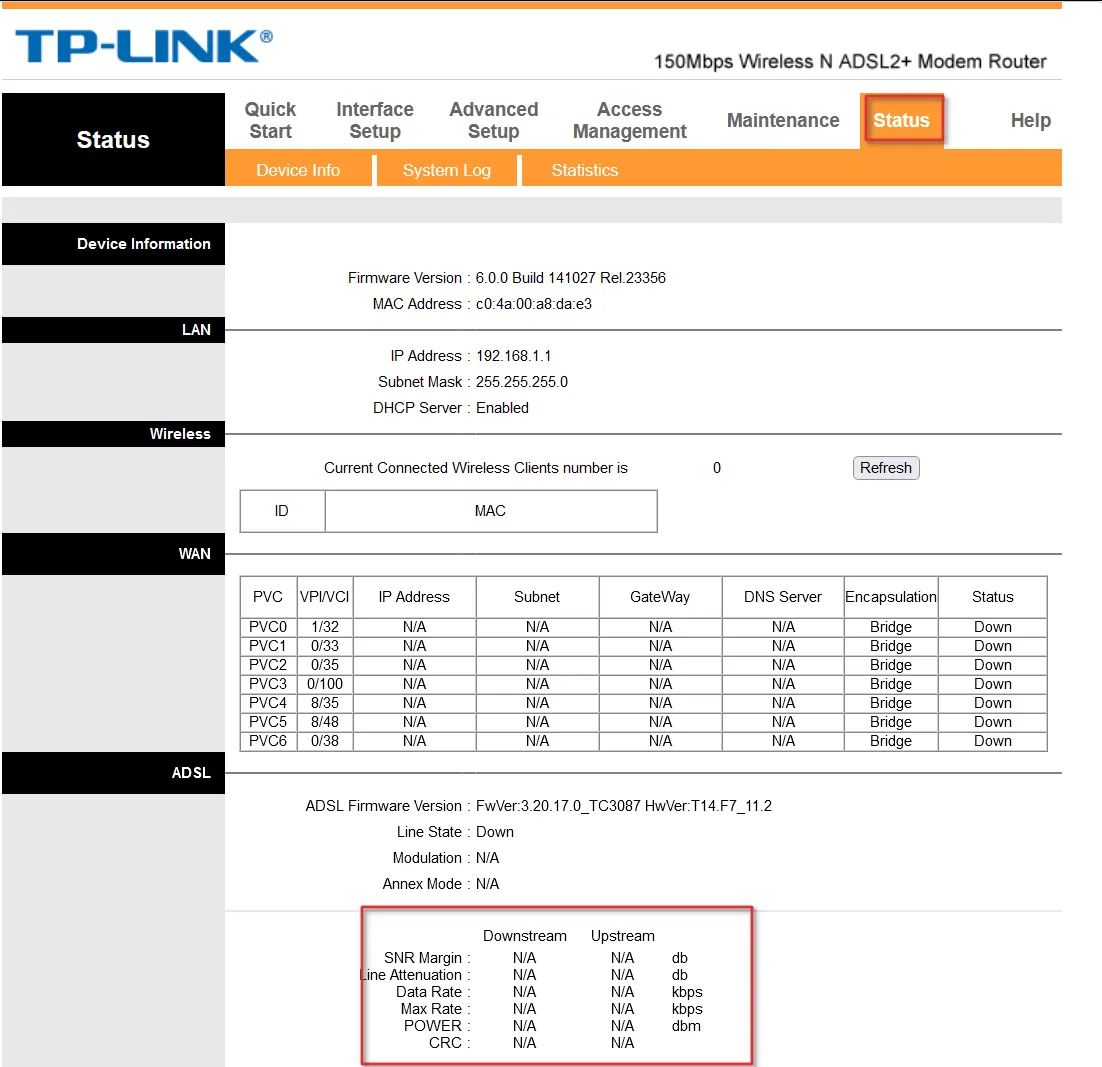 TP-LINK®
150Mbps Wireless N ADSL2+ Modem Router
Status
Quick Start
Interface Setup
Advanced Setup
Access Management
Maintenance
Status
Help
Device Info
System Log
Statistics
Device Information
Firmware Version : 6.0.0 Build 141027 Rel.23356
MAC Address : c0:4a:00:a8:da:e3
LAN
IP Address : 192.168.1.1
Subnet Mask : 255.255.255.0
DHCP Server : Enabled
Wireless
Current Connected Wireless Clients number is 0 Refresh
ID MAC
WAN
PVC VPI/VCI IP Address Subnet GateWay DNS Server Encapsulation Status
PVC0 1/32 N/A N/A N/A N/A Bridge Down
PVC1 0/33 N/A N/A N/A N/A Bridge Down
PVC2 0/35 N/A N/A N/A N/A Bridge Down
PVC3 0/100 N/A N/A N/A N/A Bridge Down
PVC4 8/35 N/A N/A N/A N/A Bridge Down
PVC5 8/48 N/A N/A N/A N/A Bridge Down
PVC6 0/38 N/A N/A N/A N/A Bridge Down
ADSL
ADSL Firmware Version : FwVer:3.20.17.0_TC3087 HwVer:T14.F7_11.2
Line State : Down
Modulation : N/A
Annex Mode : N/A
Downstream Upstream
SNR Margin : N/A N/A db
Line Attenuation : N/A N/A db
Data Rate : N/A N/A kbps
Max Rate : N/A N/A kbps
POWER : N/A N/A dbm
CRC : N/A N/A